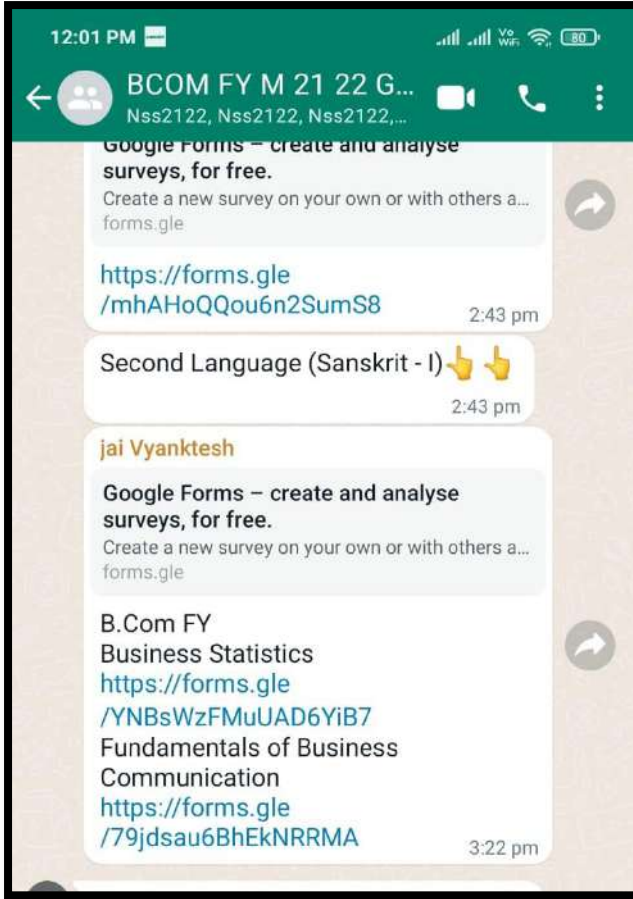 12:01 PM
Vo
WiFi
80
BCOM FY M 21 22 G...
Nss2122, Nss2122, Nss2122,...
Google Forms – create and analyse
surveys, for free.
Create a new survey on your own or with others a...
forms.gle
https://forms.gle
/mhAHoQQou6n2SumS8
2:43 pm
Second Language (Sanskrit - I)👆👆
2:43 pm
jai Vyanktesh
Google Forms – create and analyse
surveys, for free.
Create a new survey on your own or with others a...
forms.gle
B.Com FY
Business Statistics
https://forms.gle
/YNBsWzFMuUAD6YiB7
Fundamentals of Business
Communication
https://forms.gle
/79jdsau6BhEkNRRMA
3:22 pm